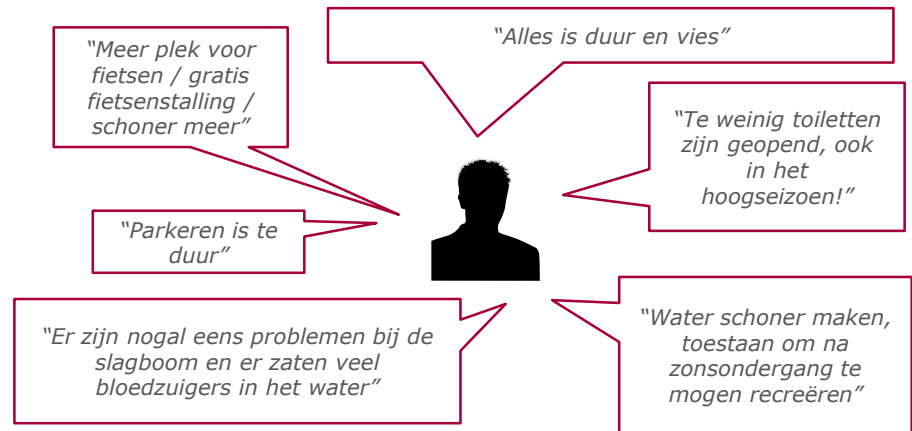 “Meer plek voor
fietsen / gratis
fietsenstalling /
schoner meer”
“Alles is duur en vies”
“Te weinig toiletten
zijn geopend, ook
in het
hoogseizoen!”
“Parkeren is te
duur”
“Er zijn nogal eens problemen bij de
slagboom en er zaten veel
bloedzuigers in het water”
“Water schoner maken,
toestaan om na
zonsondergang te
mogen recreëren”